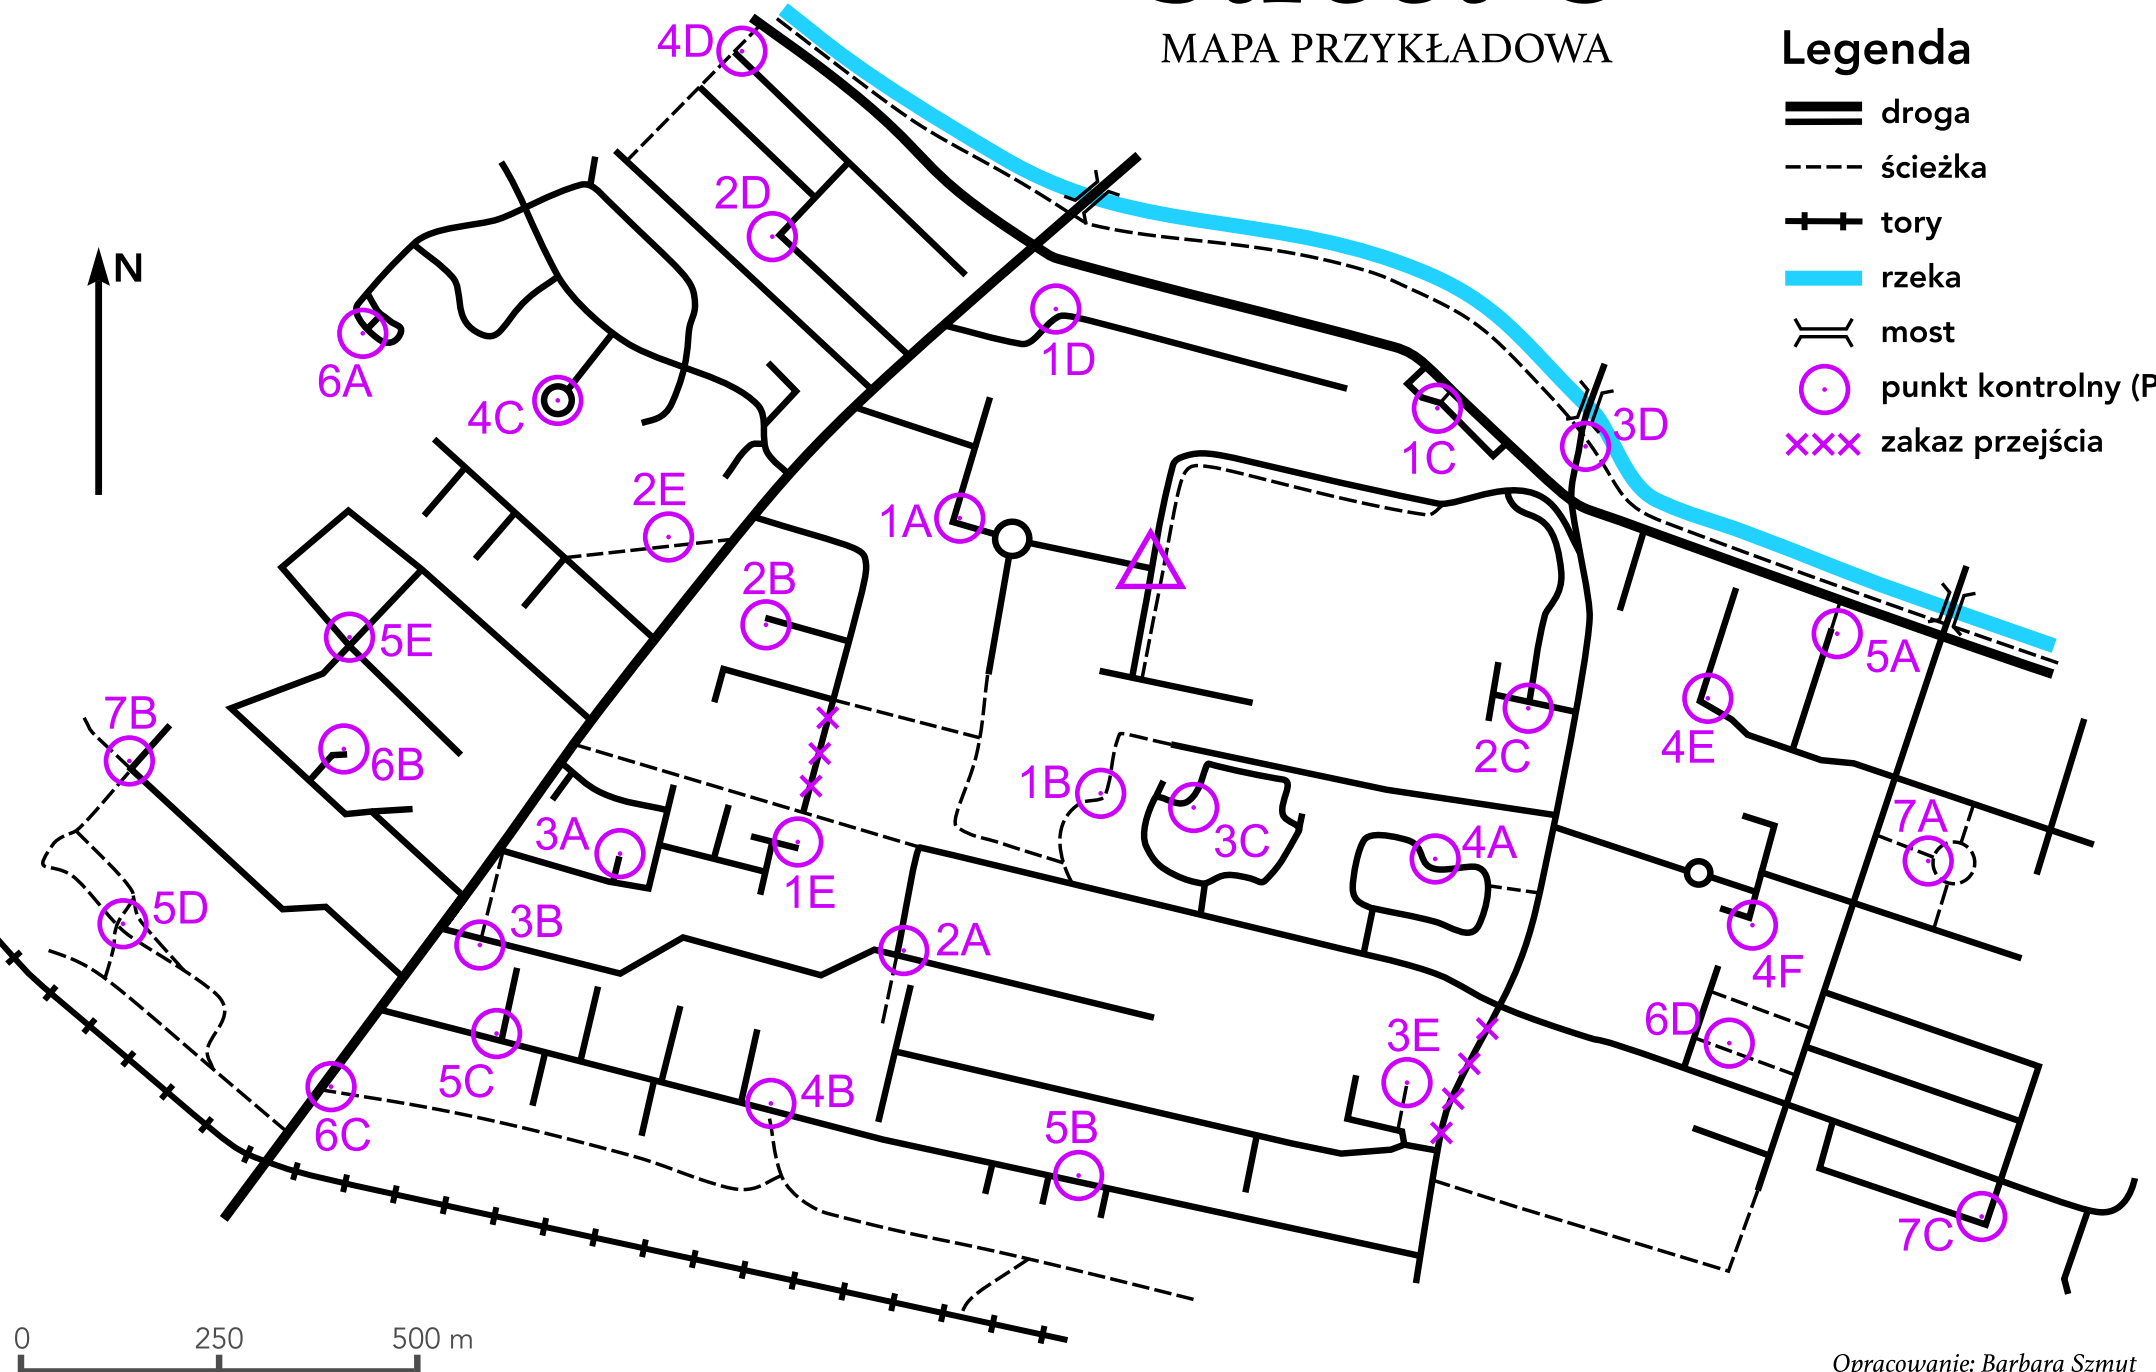 MAPA PRZYKŁADOWA
Legenda
droga
ścieżka
tory
rzeka
most
punkt kontrolny (P
xxx zakaz przejścia
N
4D
2D
6A
4C
1D
1C
3D
2E
1A
2B
5E
5A
7B
6B
4E
2C
1B
3C
7A
3A
4A
1E
5D
3B
2A
4F
6D
3E
5C
4B
6C
5B
7C
0 250 500 m
Opracowanie: Barbara Szmut